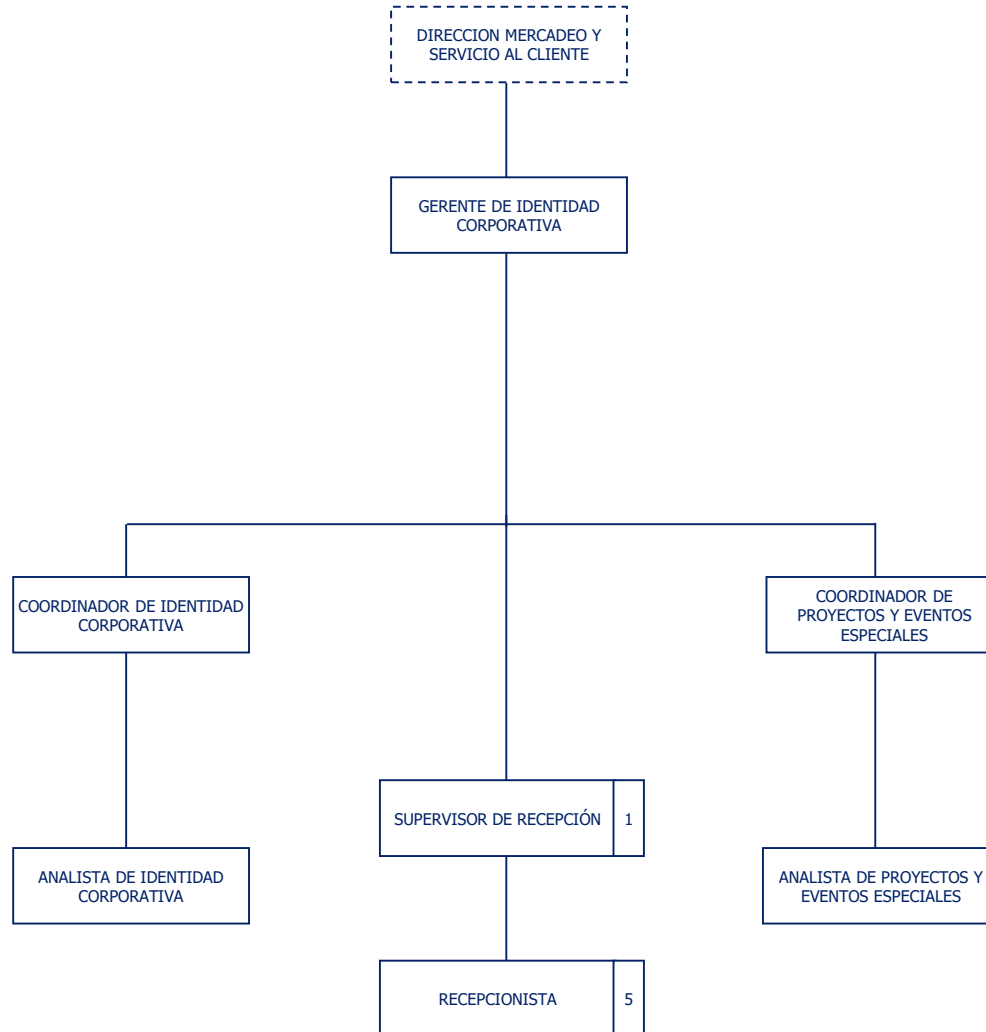 DIRECCION MERCADEO Y
SERVICIO AL CLIENTE
GERENTE DE IDENTIDAD
CORPORATIVA
COORDINADOR DE IDENTIDAD
CORPORATIVA
COORDINADOR DE
PROYECTOS Y EVENTOS
ESPECIALES
SUPERVISOR DE RECEPCIÓN 1
ANALISTA DE IDENTIDAD
CORPORATIVA
ANALISTA DE PROYECTOS Y
EVENTOS ESPECIALES
RECEPCIONISTA 5